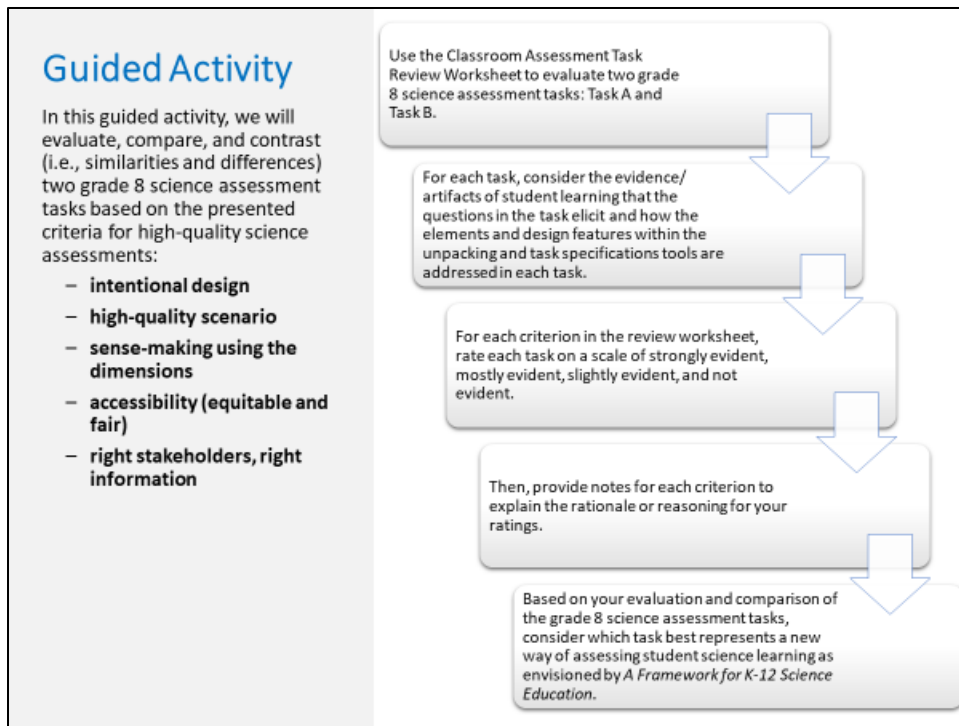 Guided Activity
In this guided activity, we will
evaluate, compare, and contrast
(i.e., similarities and differences)
two grade 8 science assessment
tasks based on the presented
criteria for high-quality science
assessments:
– intentional design
– high-quality scenario
– sense-making using the
dimensions
– accessibility (equitable and
fair)
– right stakeholders, right
information
Use the Classroom Assessment Task
Review Worksheet to evaluate two grade
8 science assessment tasks: Task A and
Task B.
For each task, consider the evidence/
artifacts of student learning that the
questions in the task elicit and how the
elements and design features within the
unpacking and task specifications tools are
addressed in each task.
For each criterion in the review worksheet,
rate each task on a scale of strongly evident,
mostly evident, slightly evident, and not
evident.
Then, provide notes for each criterion to
explain the rationale or reasoning for your
ratings.
Based on your evaluation and comparison of
the grade 8 science assessment tasks,
consider which task best represents a new
way of assessing student science learning as
envisioned by A Framework for K-12 Science
Education.